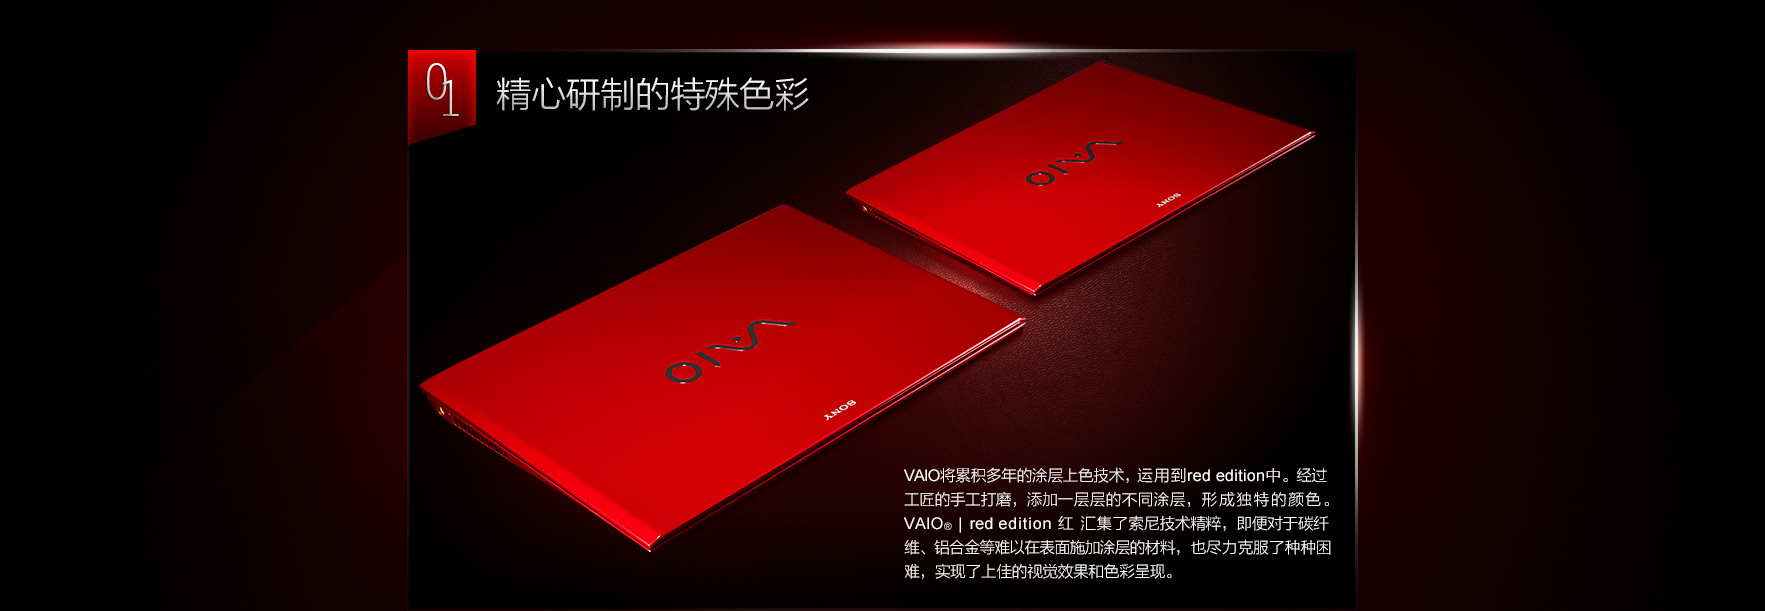 01
精心研制的特殊色彩
VAIO
SONY
VAIO
SONY
VAIO将累积多年的涂层上色技术，运用到red edition中。经过
工匠的手工打磨，添加一层层的不同涂层，形成独特的颜色。
VAIO® | red edition 红 汇集了索尼技术精粹，即便对于碳纤
维、铝合金等难以在表面施加涂层的材料，也尽力克服了种种困
难，实现了上佳的视觉效果和色彩呈现。